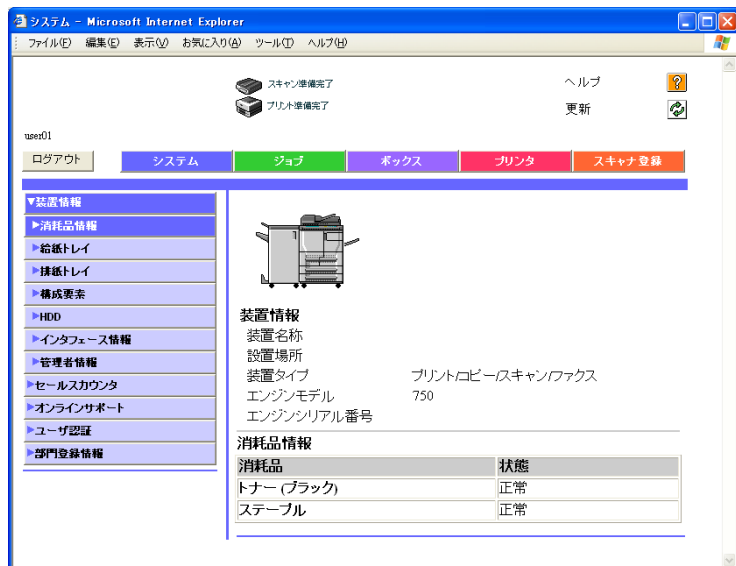 システム - Microsoft Internet Explorer
ファイル(F) 編集(E) 表示(V) お気に入り(A) ツール(T) ヘルプ(H)
スキャン準備完了
ヘルプ
?
プリント準備完了
更新
user01
ログアウト
システム
ジョブ
ボックス
プリンタ
スキャナ登録
▼装置情報
▶消耗品情報
▶給紙トレイ
▶排紙トレイ
▶構成要素
▶HDD
▶インタフェース情報
▶管理者情報
▶セールスカウンタ
▶オンラインサポート
▶ユーザ認証
▶部門登録情報
装置情報
装置名称
設置場所
装置タイプ プリント/コピー/スキャン/ファクス
エンジンモデル 750
エンジンシリアル番号
消耗品情報
消耗品 状態
トナー (ブラック) 正常
ステープル 正常